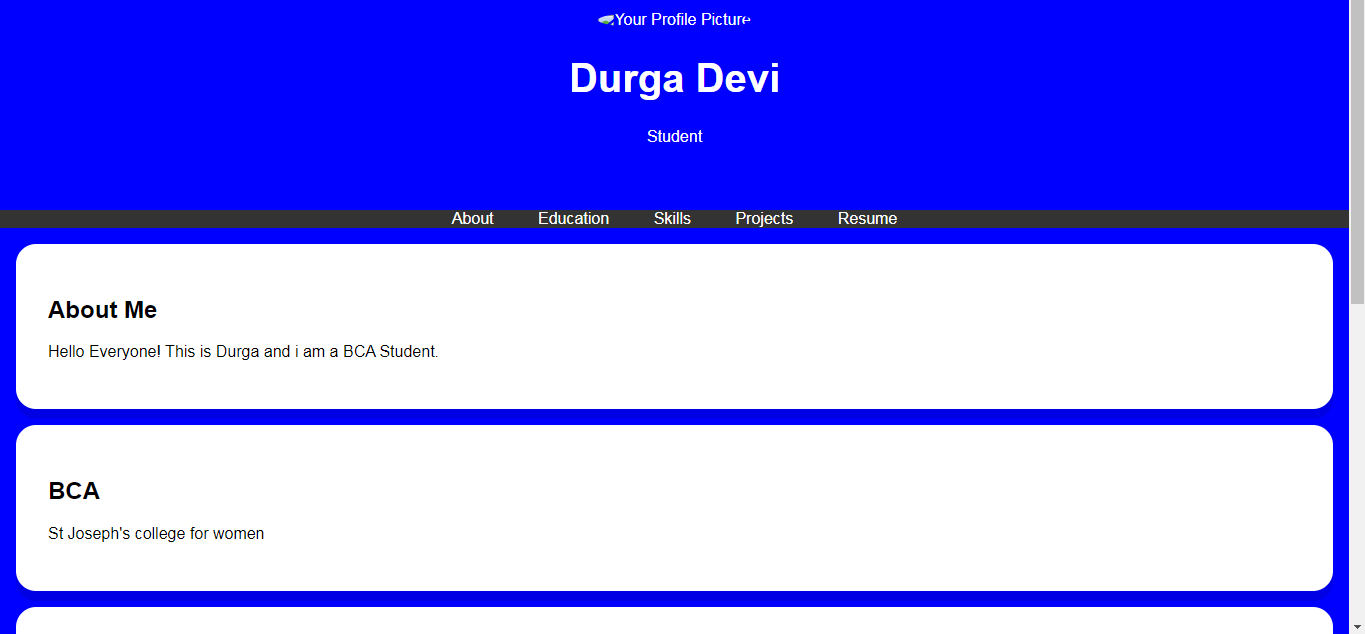 Your Profile Picture
Durga Devi
Student
About Education Skills Projects Resume
About Me
Hello Everyone! This is Durga and i am a BCA Student.
BCA
St Joseph's college for women